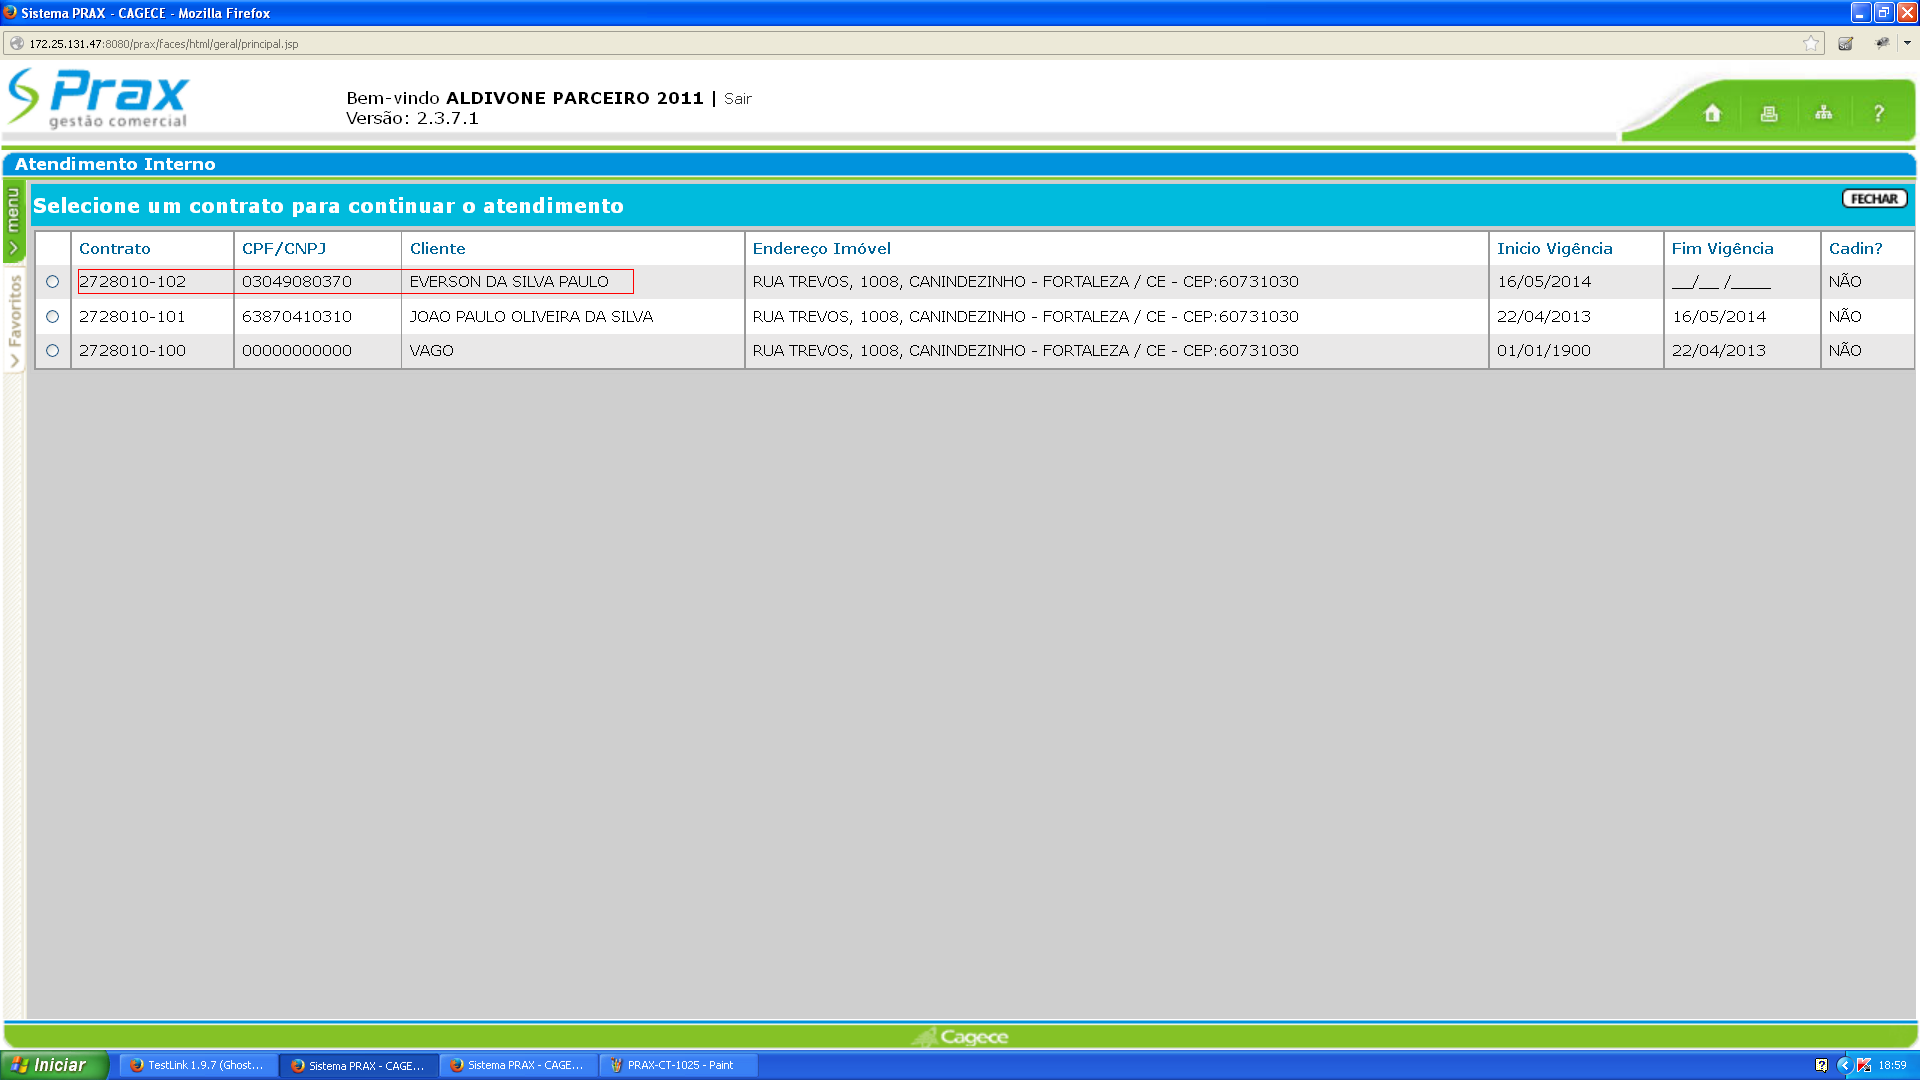 Sistema PRAX - CAGECE - Mozilla Firefox
172.25.131.47:8080/prax/faces/html/geral/principal.jsp
Prax
gestão comercial
Bem-vindo ALDIVONE PARCEIRO 2011 | Sair
Versão: 2.3.7.1
?
Atendimento Interno
menu
Favoritos
Selecione um contrato para continuar o atendimento
FECHAR
Contrato CPF/CNPJ Cliente Endereço Imóvel Inicio Vigência Fim Vigência Cadin?
2728010-102 03049080370 EVERSON DA SILVA PAULO RUA TREVOS, 1008, CANINDEZINHO - FORTALEZA / CE - CEP:60731030 16/05/2014 __/__ /____ NÃO
2728010-101 63870410310 JOAO PAULO OLIVEIRA DA SILVA RUA TREVOS, 1008, CANINDEZINHO - FORTALEZA / CE - CEP:60731030 22/04/2013 16/05/2014 NÃO
2728010-100 00000000000 VAGO RUA TREVOS, 1008, CANINDEZINHO - FORTALEZA / CE - CEP:60731030 01/01/1900 22/04/2013 NÃO
Cagece
Iniciar
TestLink 1.9.7 (Ghost...
Sistema PRAX - CAGE...
Sistema PRAX - CAGE...
PRAX-CT-1025 - Paint
18:59